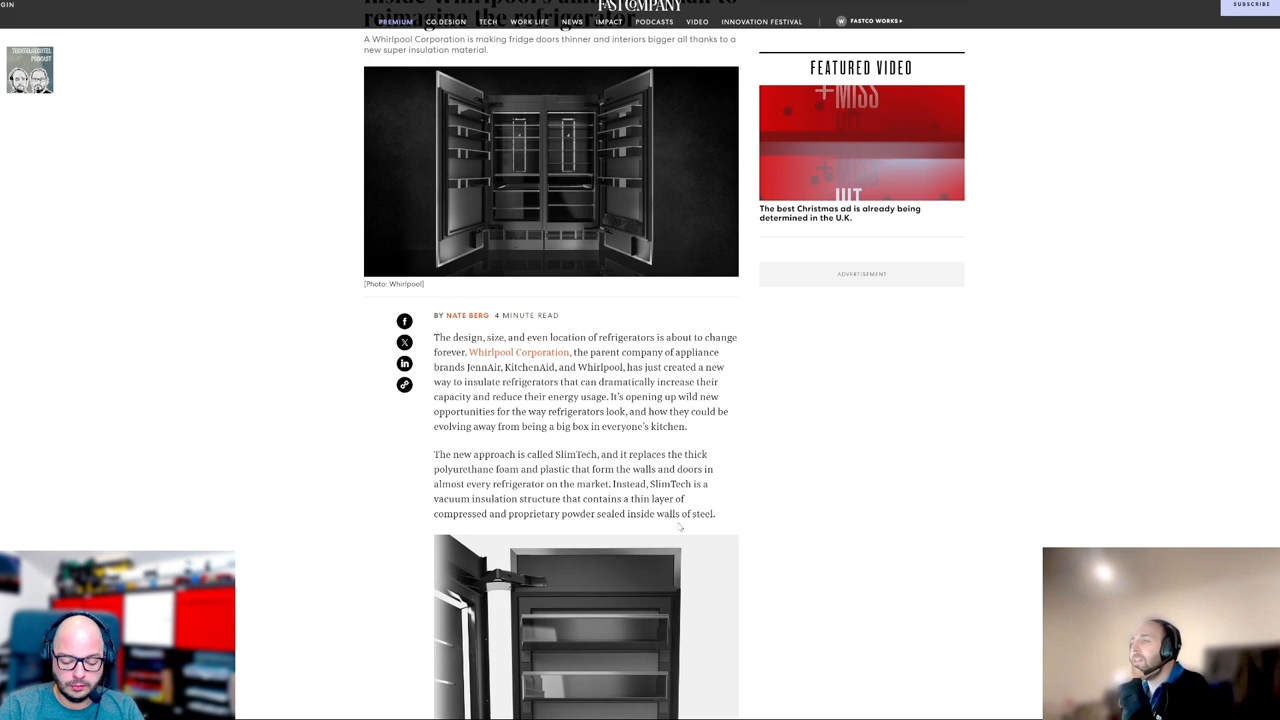 GIN
FAST COMPANY
SUBSCRIBE
reimagine the refrigerator
PREMIUM CO.DESIGN TECH WORK LIFE NEWS IMPACT PODCASTS VIDEO INNOVATION FESTIVAL | W FASTCO WORKS
A Whirlpool Corporation is making fridge doors thinner and interiors bigger all thanks to a
new super insulation material.
PODCAST
FEATURED VIDEO
+MISS
+MISS
The best Christmas ad is already being
determined in the U.K.
ADVERTISEMENT
[Photo: Whirlpool]
BY NATE BERG 4 MINUTE READ
The design, size, and even location of refrigerators is about to change
forever. Whirlpool Corporation, the parent company of appliance
brands JennAir, KitchenAid, and Whirlpool, has just created a new
way to insulate refrigerators that can dramatically increase their
capacity and reduce their energy usage. It's opening up wild new
opportunities for the way refrigerators look, and how they could be
evolving away from being a big box in everyone's kitchen.
The new approach is called SlimTech, and it replaces the thick
polyurethane foam and plastic that form the walls and doors in
almost every refrigerator on the market. Instead, SlimTech is a
vacuum insulation structure that contains a thin layer of
compressed and proprietary powder sealed inside walls of steel.